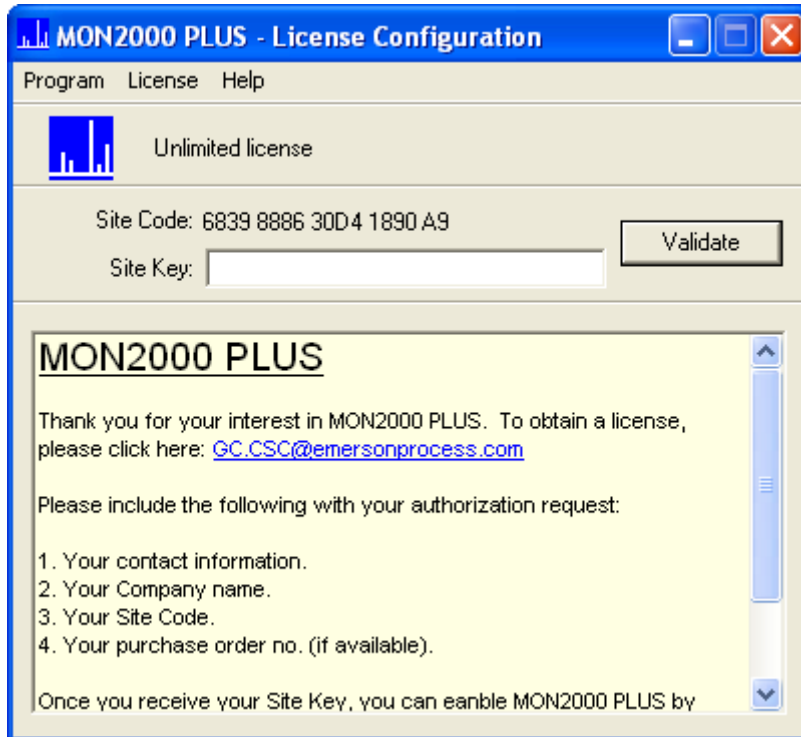 MON2000 PLUS - License Configuration
Program License Help
Unlimited license
Site Code: 6839 8886 30D4 1890 A9
Validate
Site Key:
MON2000 PLUS
Thank you for your interest in MON2000 PLUS. To obtain a license,
please click here: GC.CSC@emersonprocess.com
Please include the following with your authorization request:
1. Your contact information.
2. Your Company name.
3. Your Site Code.
4. Your purchase order no. (if available).
Once you receive your Site Key, you can eanble MON2000 PLUS by